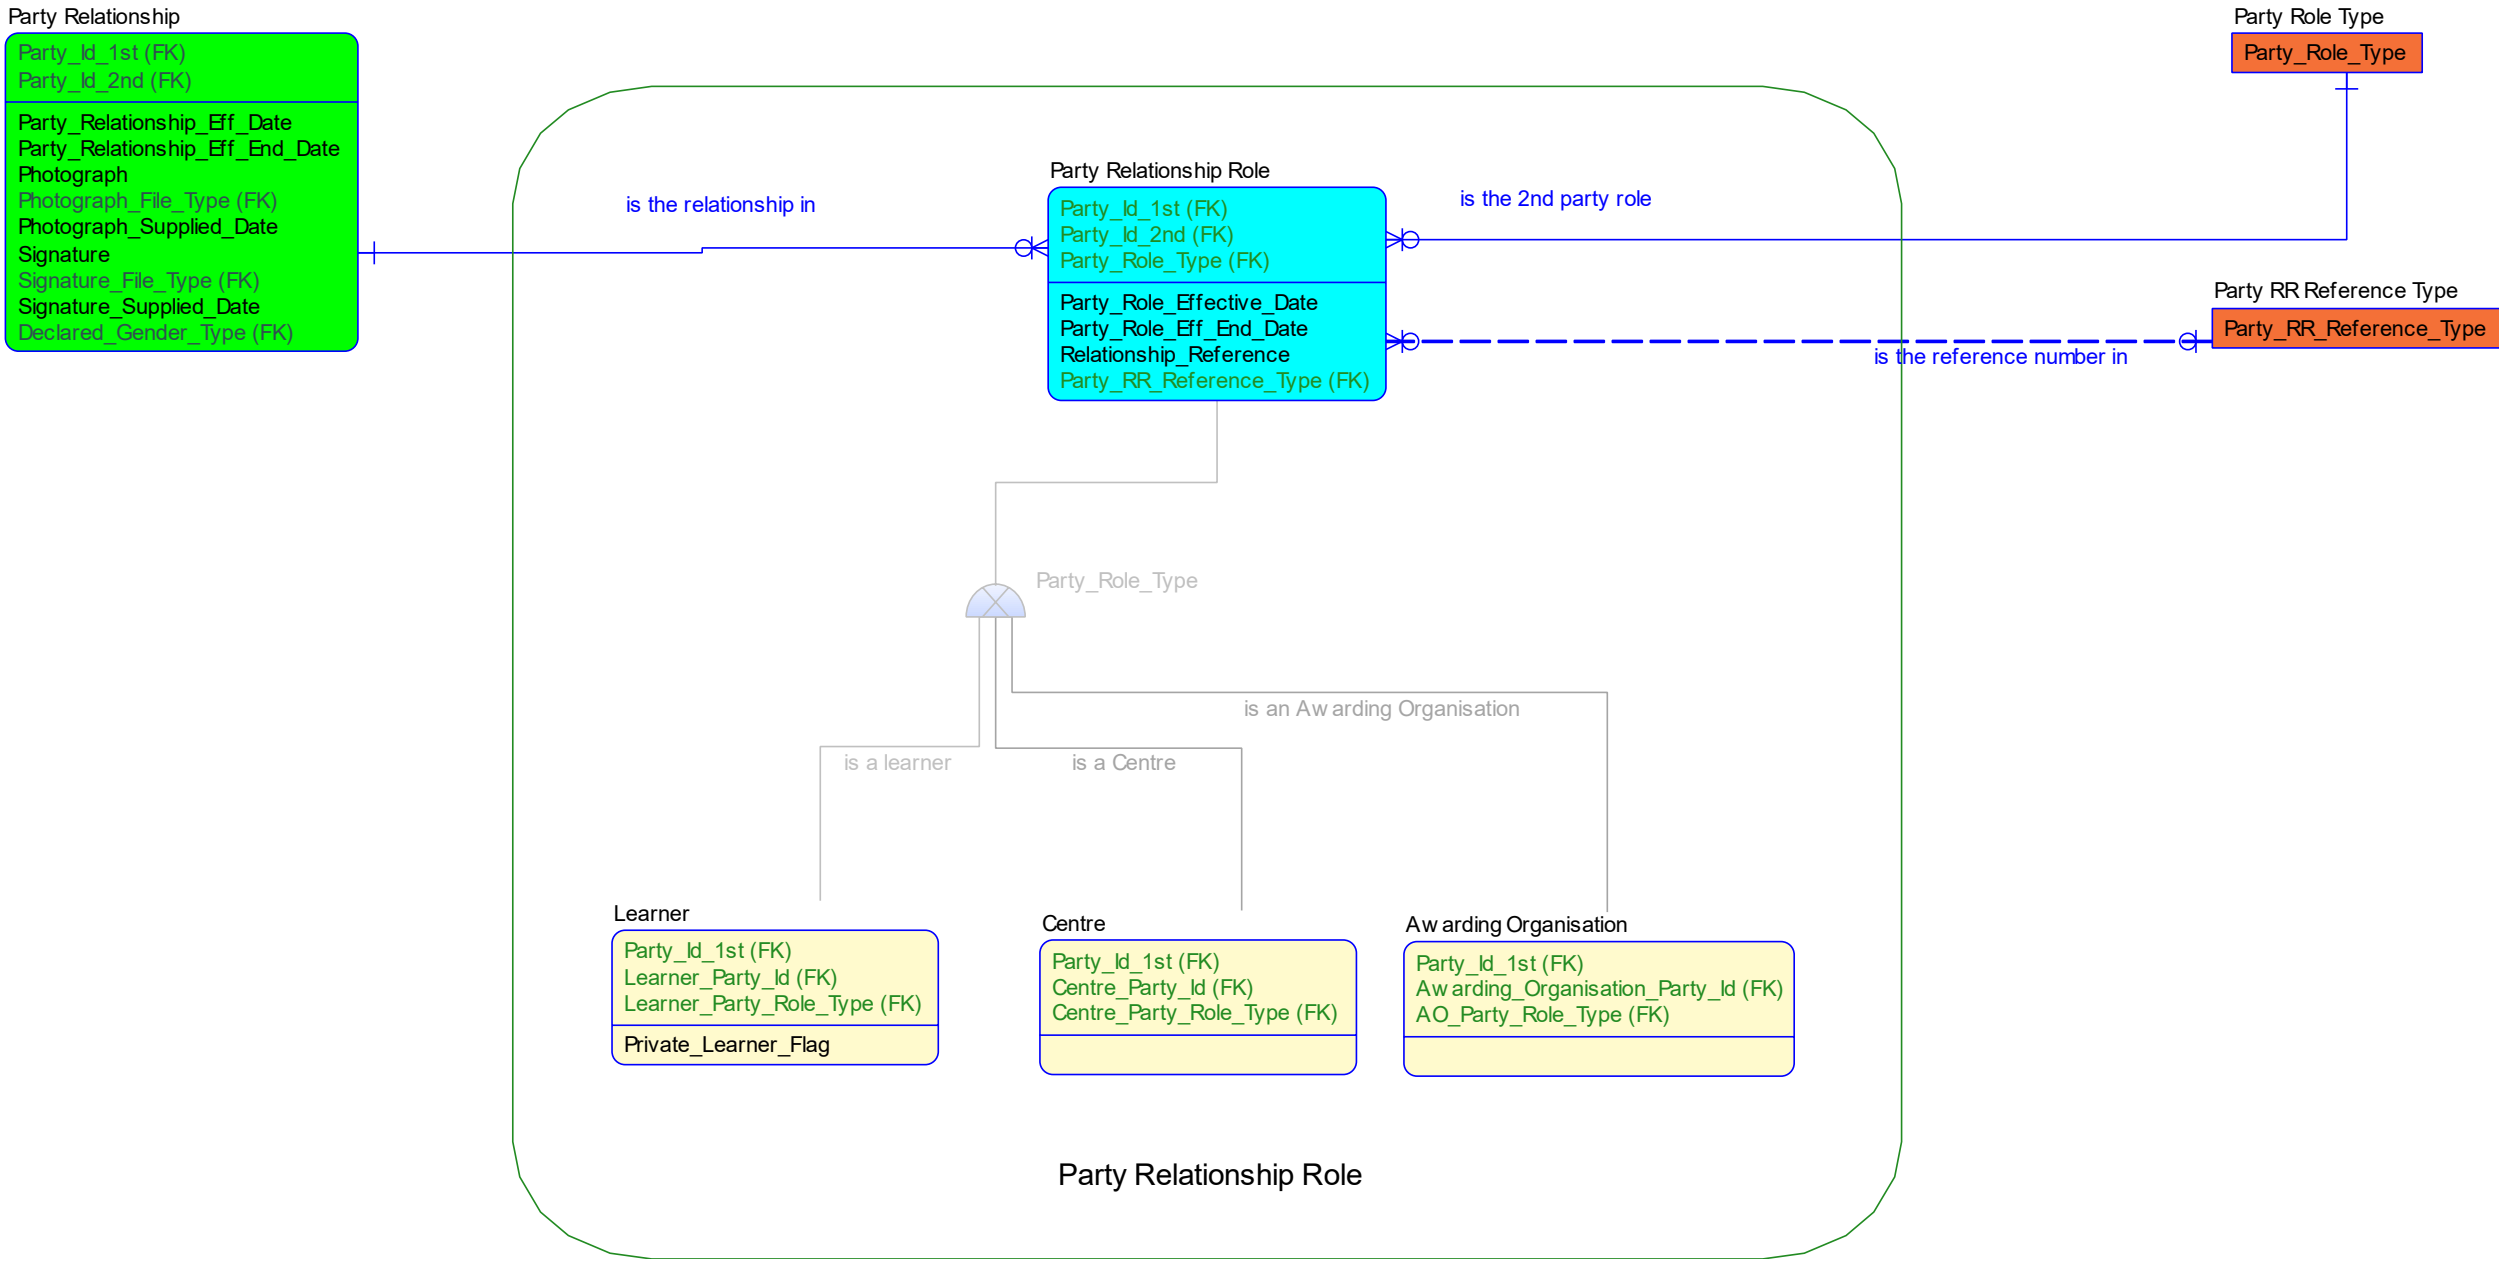 Party Relationship
Party_Id_1st (FK)
Party_Id_2nd (FK)
Party_Relationship_Eff_Date
Party_Relationship_Eff_End_Date
Photograph
Photograph_File_Type (FK)
Photograph_Supplied_Date
Signature
Signature_File_Type (FK)
Signature_Supplied_Date
Declared_Gender_Type (FK)
is the relationship in
Party Relationship Role
Party_Id_1st (FK)
Party_Id_2nd (FK)
Party_Role_Type (FK)
Party_Role_Effective_Date
Party_Role_Eff_End_Date
Relationship_Reference
Party_RR_Reference_Type (FK)
is the 2nd party role
Party Role Type
Party_Role_Type
Party RR Reference Type
Party_RR_Reference_Type
is the reference number in
Party_Role_Type
is an Awarding Organisation
is a learner
is a Centre
Learner
Party_Id_1st (FK)
Learner_Party_Id (FK)
Learner_Party_Role_Type (FK)
Private_Learner_Flag
Centre
Party_Id_1st (FK)
Centre_Party_Id (FK)
Centre_Party_Role_Type (FK)
Awarding Organisation
Party_Id_1st (FK)
Awarding_Organisation_Party_Id (FK)
AO_Party_Role_Type (FK)
Party Relationship Role